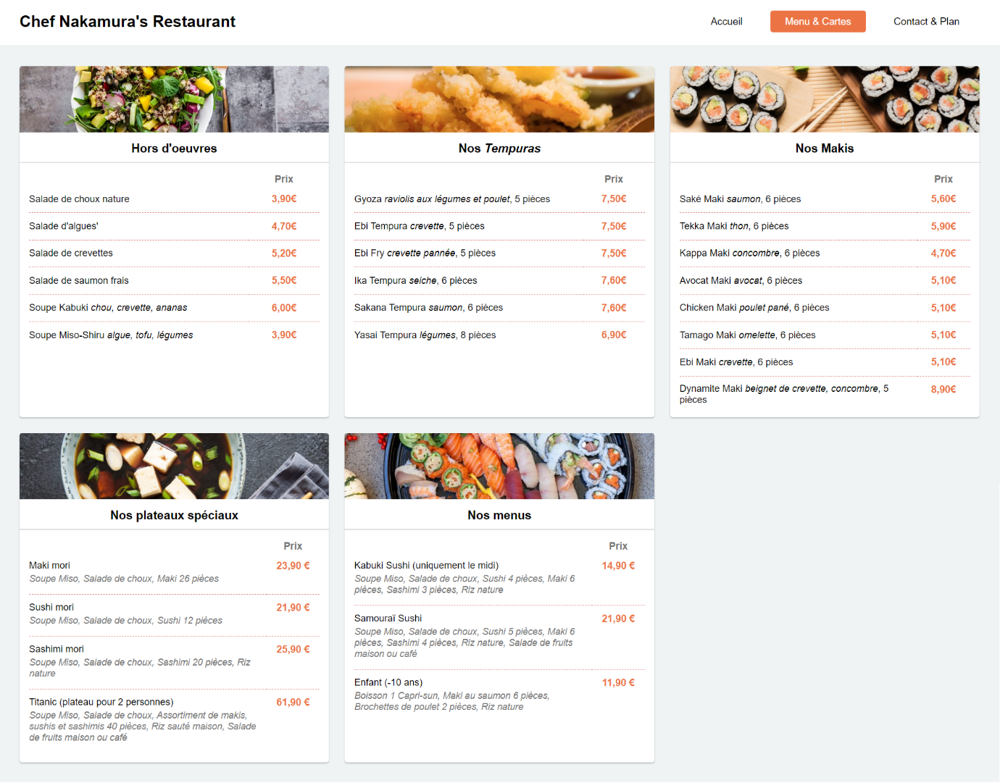 Chef Nakamura's Restaurant
Accueil
Menu & Cartes
Contact & Plan
Hors d'oeuvres
Prix
Salade de choux nature 3,90€
Salade d'algues' 4,70€
Salade de crevettes 5,20€
Salade de saumon frais 5,50€
Soupe Kabuki chou, crevette, ananas 6,00€
Soupe Miso-Shiru algue, tofu, légumes 3,90€
Nos Tempuras
Prix
Gyoza raviolis aux légumes et poulet, 5 pièces 7,50€
Ebi Tempura crevette, 5 pièces 7,50€
Ebi Fry crevette pannée, 5 pièces 7,50€
Ika Tempura seiche, 6 pièces 7,60€
Sakana Tempura saumon, 6 pièces 7,60€
Yasai Tempura légumes, 8 pièces 6,90€
Nos Makis
Prix
Saké Maki saumon, 6 pièces 5,60€
Tekka Maki thon, 6 pièces 5,90€
Kappa Maki concombre, 6 pièces 4,70€
Avocat Maki avocat, 6 pièces 5,10€
Chicken Maki poulet pané, 6 pièces 5,10€
Tamago Maki omelette, 6 pièces 5,10€
Ebi Maki crevette, 6 pièces 5,10€
Dynamite Maki beignet de crevette, concombre, 5 8,90€
pièces
Nos plateaux spéciaux
Prix
Maki mori 23,90 €
Soupe Miso, Salade de choux, Maki 26 pièces
Sushi mori 21,90 €
Soupe Miso, Salade de choux, Sushi 12 pièces
Sashimi mori 25,90 €
Soupe Miso, Salade de choux, Sashimi 20 pièces, Riz
nature
Titanic (plateau pour 2 personnes) 61,90 €
Soupe Miso, Salade de choux, Assortiment de makis,
sushis et sashimis 40 pièces, Riz sauté maison, Salade
de fruits maison ou café
Nos menus
Prix
Kabuki Sushi (uniquement le midi) 14,90 €
Soupe Miso, Salade de choux, Sushi 4 pièces, Maki 6
pièces, Sashimi 3 pièces, Riz nature
Samouraï Sushi 21,90 €
Soupe Miso, Salade de choux, Sushi 5 pièces, Maki 6
pièces, Sashimi 4 pièces, Riz nature, Salade de fruits
maison ou café
Enfant (-10 ans) 11,90 €
Boisson 1 Capri-sun, Maki au saumon 6 pièces,
Brochettes de poulet 2 pièces, Riz nature